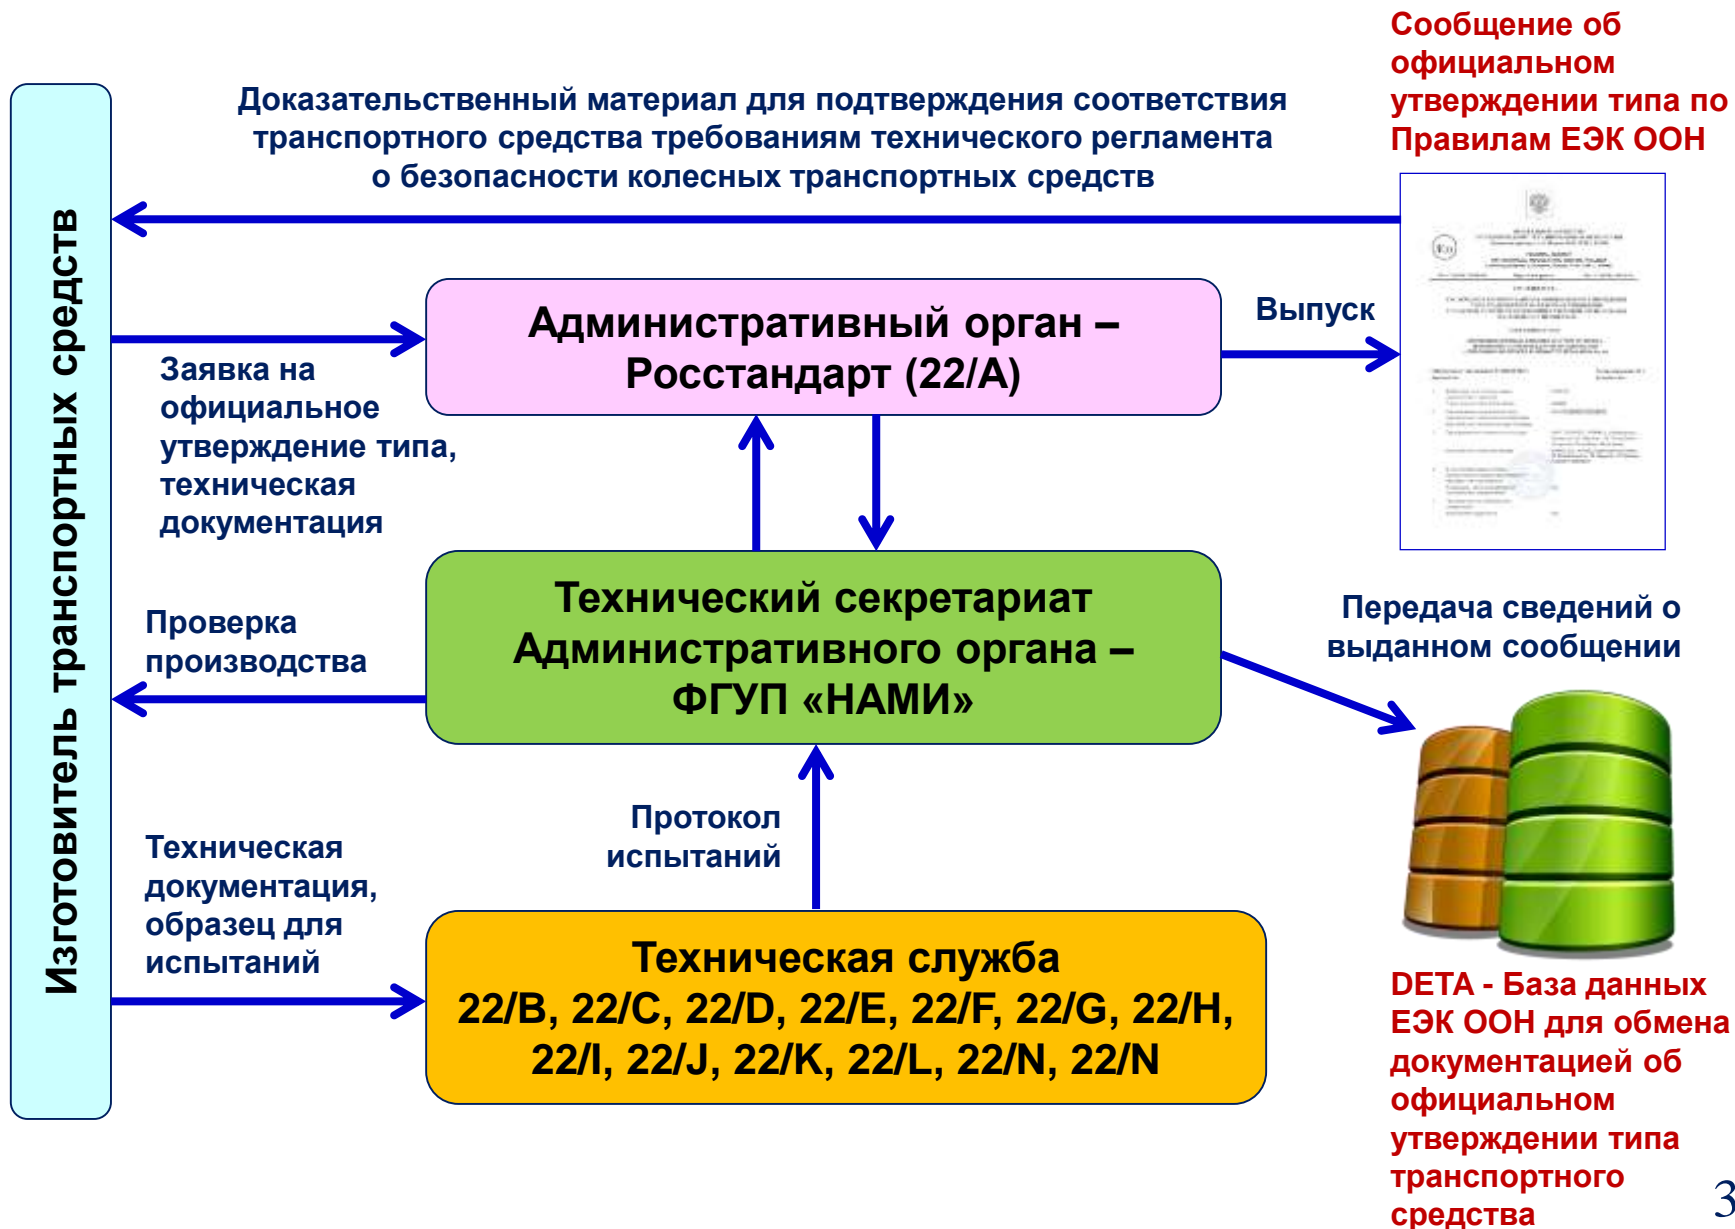 Сообщение об
официальном
утверждении типа по
Правилам ЕЭК ООН
Доказательственный материал для подтверждения соответствия
транспортного средства требованиям технического регламента
о безопасности колесных транспортных средств
Изготовитель транспортных средств
Административный орган –
Росстандарт (22/A)
Выпуск
Заявка на
официальное
утверждение типа,
техническая
документация
Технический секретариат
Административного органа –
ФГУП «НАМИ»
Проверка
производства
Передача сведений о
выданном сообщении
Протокол
испытаний
Техническая
документация,
образец для
испытаний
Техническая служба
22/B, 22/C, 22/D, 22/E, 22/F, 22/G, 22/H,
22/I, 22/J, 22/K, 22/L, 22/N, 22/N
DETA - База данных
ЕЭК ООН для обмена
документацией об
официальном
утверждении типа
транспортного
средства
3